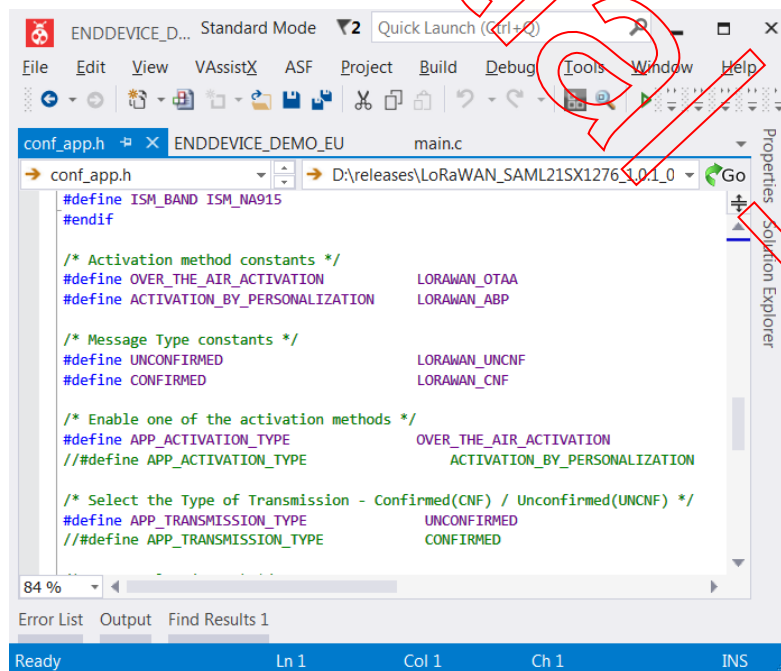 ENDDEVICE_D... Standard Mode 2 Quick Launch (Ctrl+Q)
File Edit View VAssistX ASF Project Build Debug Tools Window Help
conf_app.h ENDDEVICE_DEMO_EU main.c
conf_app.h D:\releases\LoRaWAN_SAML21SX1276_1.0.1_0 Go
#define ISM_BAND ISM_NA915
#endif
/* Activation method constants */
#define OVER_THE_AIR_ACTIVATION LORAWAN_OTAA
#define ACTIVATION_BY_PERSONALIZATION LORAWAN_ABP
/* Message Type constants */
#define UNCONFIRMED LORAWAN_UNCNF
#define CONFIRMED LORAWAN_CNF
/* Enable one of the activation methods */
#define APP_ACTIVATION_TYPE OVER_THE_AIR_ACTIVATION
//#define APP_ACTIVATION_TYPE ACTIVATION_BY_PERSONALIZATION
/* Select the Type of Transmission - Confirmed(CNF) / Unconfirmed(UNCNF) */
#define APP_TRANSMISSION_TYPE UNCONFIRMED
//#define APP_TRANSMISSION_TYPE CONFIRMED
84 %
Error List Output Find Results 1
Ready Ln 1 Col 1 Ch 1 INS
Properties
Solution Explorer